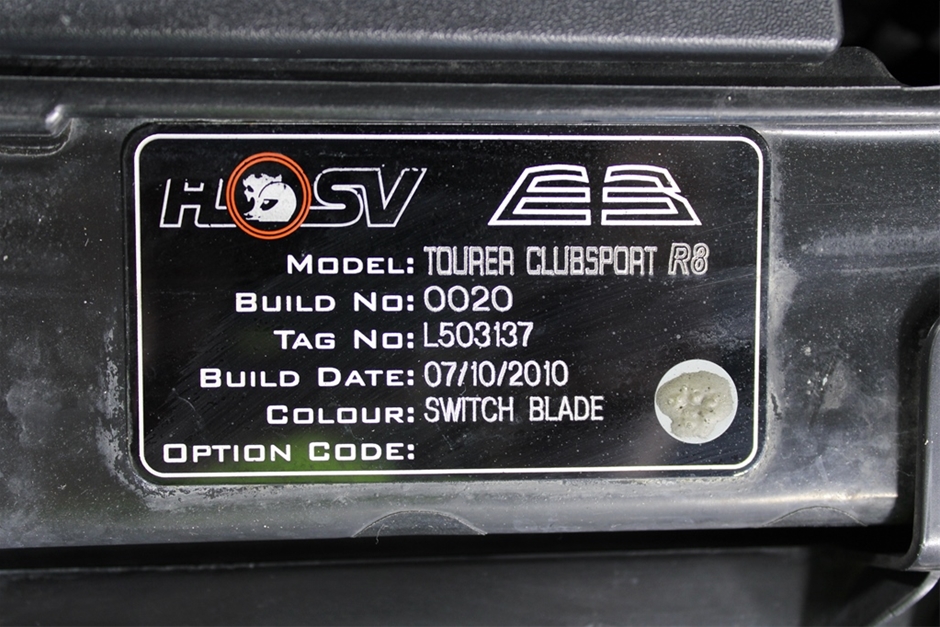 HSV E3
MODEL: TOURER CLUBSPORT R8
BUILD NO: 0020
TAG NO: L503137
BUILD DATE: 07/10/2010
COLOUR: SWITCH BLADE
OPTION CODE: